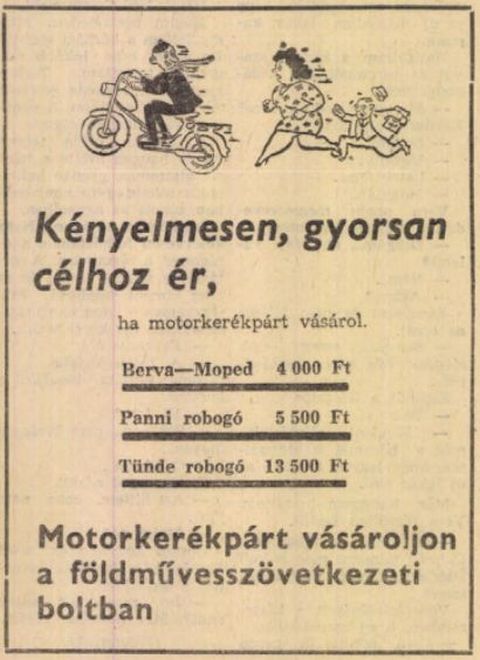 Kényelmesen, gyorsan
célhoz ér,
ha motorkerékpárt vásárol.
Berva—Moped 4 000 Ft
Panni robogó 5 500 Ft
Tünde robogó 13 500 Ft
Motorkerékpárt vásároljon
a földművesszövetkezeti
boltban